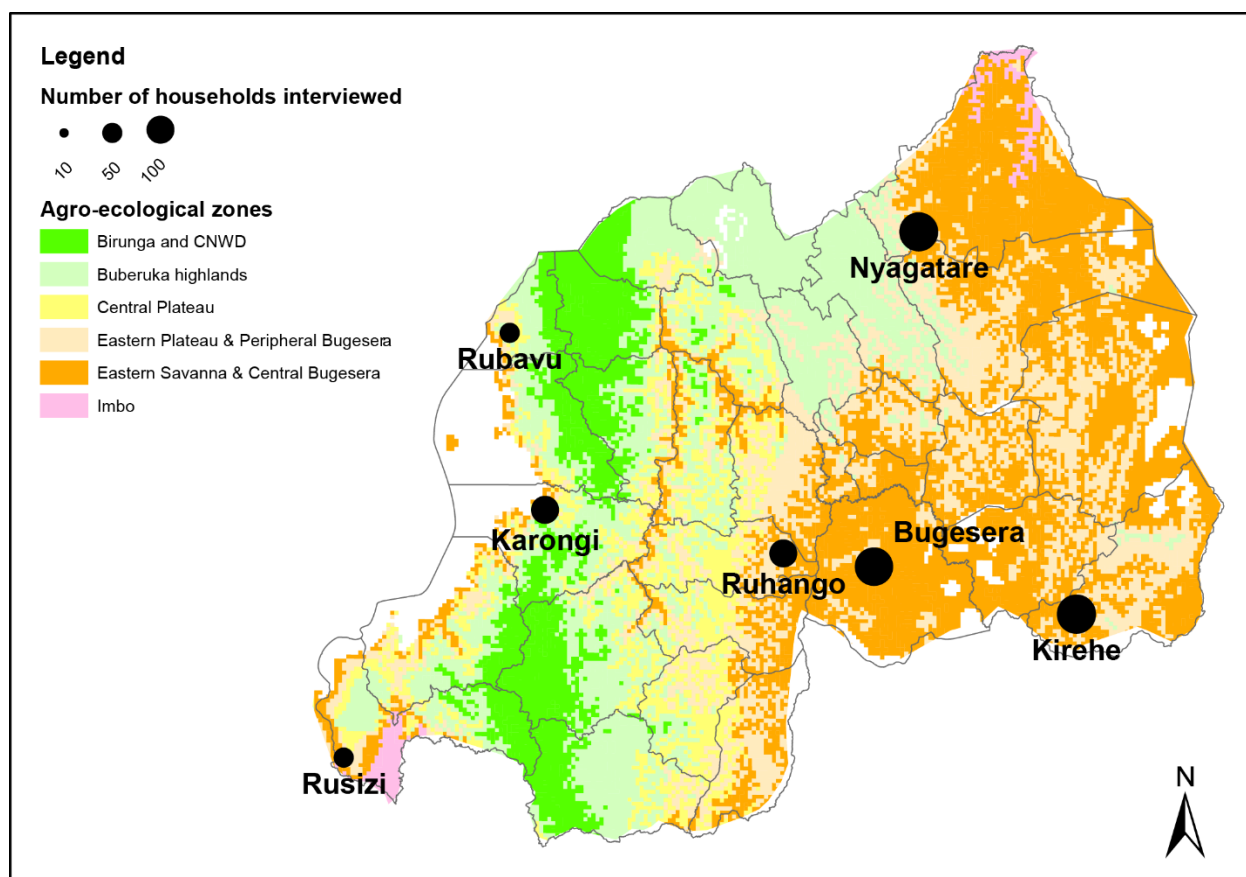 Legend
Number of households interviewed
10
50
100
Agro-ecological zones
Birunga and CNWD
Buberuka highlands
Central Plateau
Eastern Plateau & Peripheral Bugesera
Eastern Savanna & Central Bugesera
Imbo
Nyagatare
Rubavu
Karongi
Bugesera
Ruhango
Kirehe
Rusizi
N